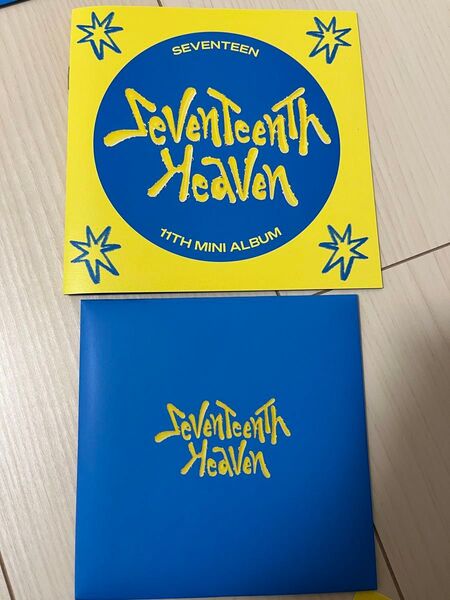 SEVENTEEN
SevenTeenTh
Heaven
11TH MINI ALBUM
SevenTeenTh
Heaven